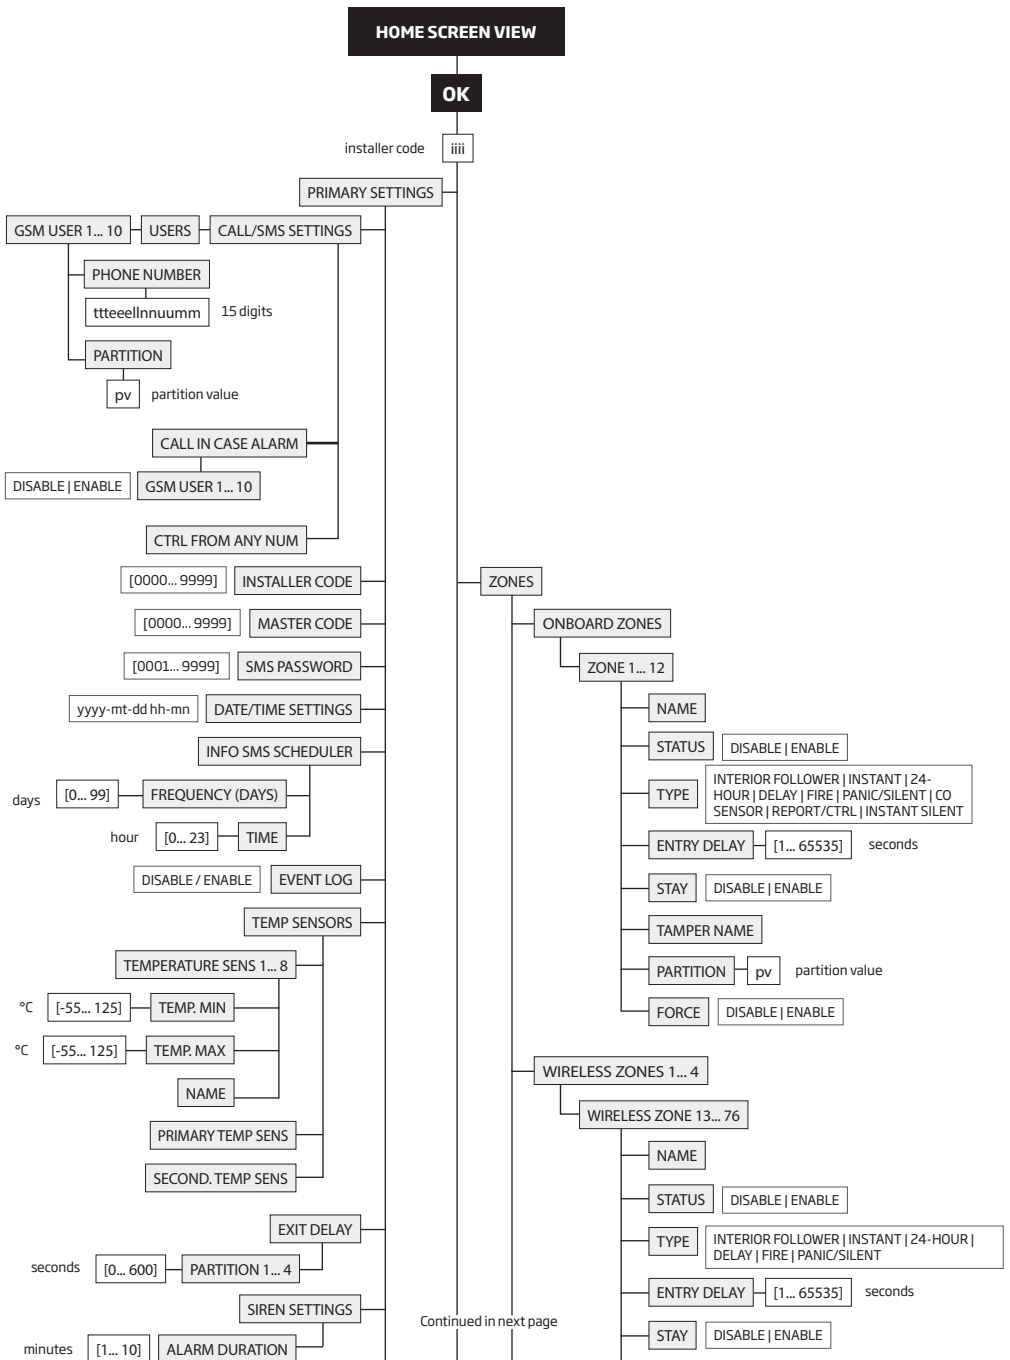 HOME SCREEN VIEW
OK
installer code iiii
PRIMARY SETTINGS
GSM USER 1... 10 USERS CALL/SMS SETTINGS
PHONE NUMBER
ttteeellnnuumm 15 digits
PARTITION
pv partition value
CALL IN CASE ALARM
DISABLE | ENABLE GSM USER 1... 10
CTRL FROM ANY NUM
[0000... 9999] INSTALLER CODE
[0000... 9999] MASTER CODE
[0001... 9999] SMS PASSWORD
yyyy-mt-dd hh-mn DATE/TIME SETTINGS
INFO SMS SCHEDULER
days [0... 99] FREQUENCY (DAYS)
hour [0... 23] TIME
DISABLE / ENABLE EVENT LOG
TEMP SENSORS
TEMPERATURE SENS 1... 8
°C [-55... 125] TEMP. MIN
°C [-55... 125] TEMP. MAX
NAME
PRIMARY TEMP SENS
SECOND. TEMP SENS
EXIT DELAY
seconds [0... 600] PARTITION 1... 4
SIREN SETTINGS
minutes [1... 10] ALARM DURATION
ZONES
ONBOARD ZONES
ZONE 1... 12
NAME
STATUS DISABLE | ENABLE
TYPE INTERIOR FOLLOWER | INSTANT | 24-
HOUR | DELAY | FIRE | PANIC/SILENT | CO
SENSOR | REPORT/CTRL | INSTANT SILENT
ENTRY DELAY [1... 65535] seconds
STAY DISABLE | ENABLE
TAMPER NAME
PARTITION pv partition value
FORCE DISABLE | ENABLE
WIRELESS ZONES 1... 4
WIRELESS ZONE 13... 76
NAME
STATUS DISABLE | ENABLE
TYPE INTERIOR FOLLOWER | INSTANT | 24-HOUR |
DELAY | FIRE | PANIC/SILENT
ENTRY DELAY [1... 65535] seconds
STAY DISABLE | ENABLE
Continued in next page